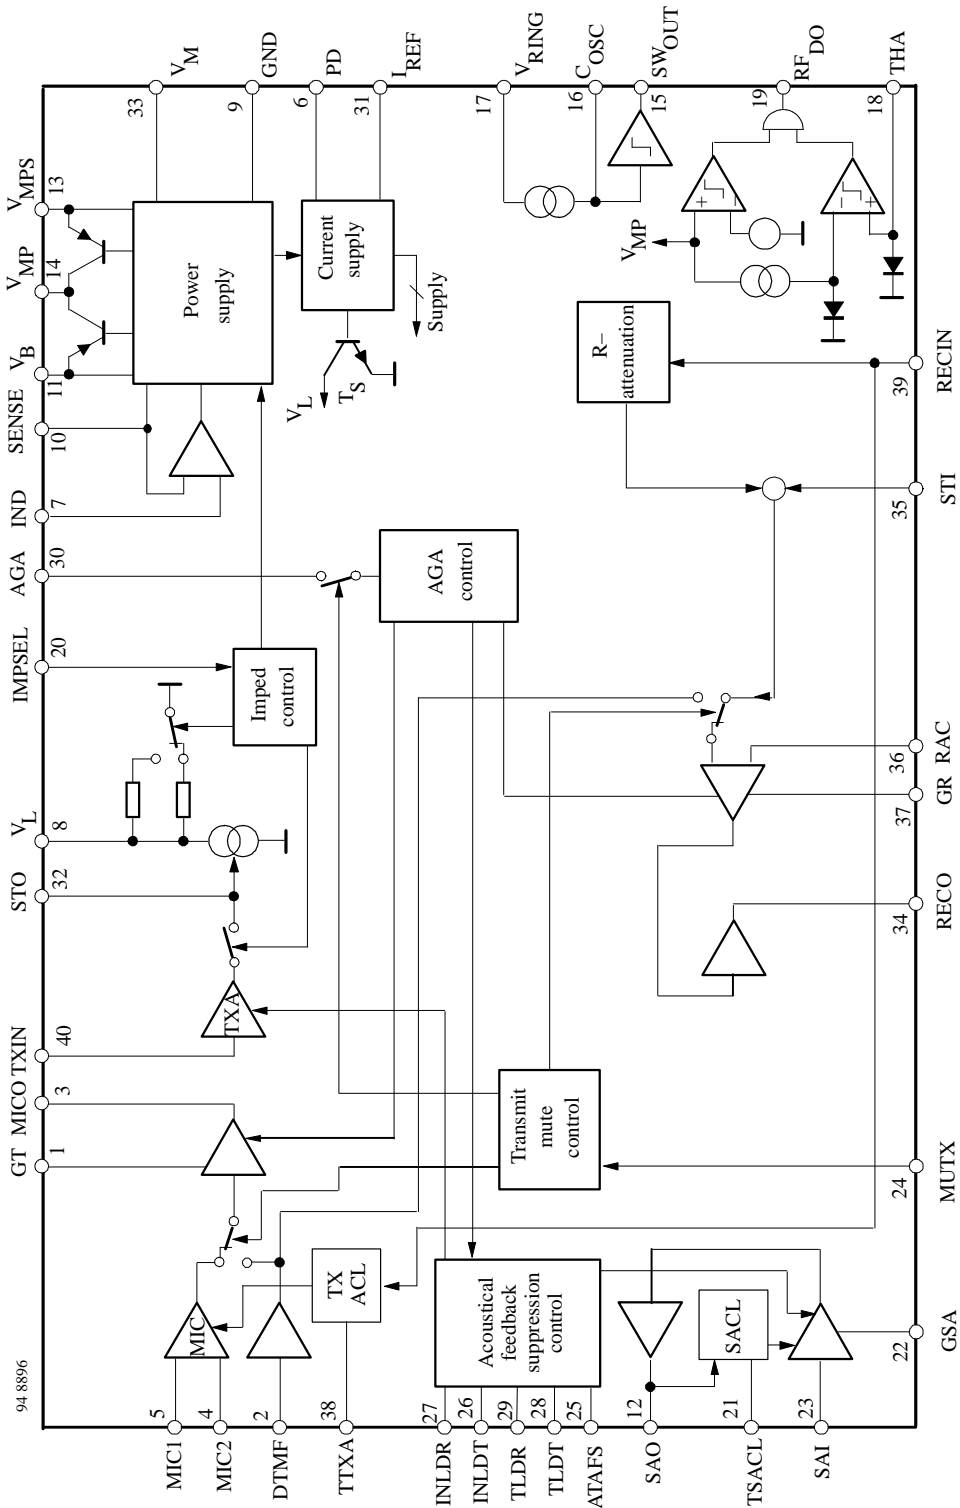 GT
1
MICO
3
TXIN
40
STO
32
VL
8
IMPSEL
20
AGA
30
IND
7
SENSE
10
VB
11
VMP
14
VMPS
13
MIC1
5
MIC2
4
DTMF
2
TTXA
38
INLDR
27
INLDT
26
TLDR
29
TLDT
28
ATAFS
25
SAO
12
TSACL
21
SAI
23
VM
33
GND
9
PD
6
IREF
31
VRING
17
COSC
16
SWOUT
15
RFDO
19
THA
18
GSA
22
MUTX
24
RECO
34
GR
37
RAC
36
STI
35
RECIN
39
MIC
TX
ACL
TXA
Imped
control
Power
supply
Current
supply
Supply
VL
TS
AGA
control
Transmit
mute
control
Acoustical
feedback
suppression
control
SACL
R–
attenuation
VMP
+
–
–
+
94 8896